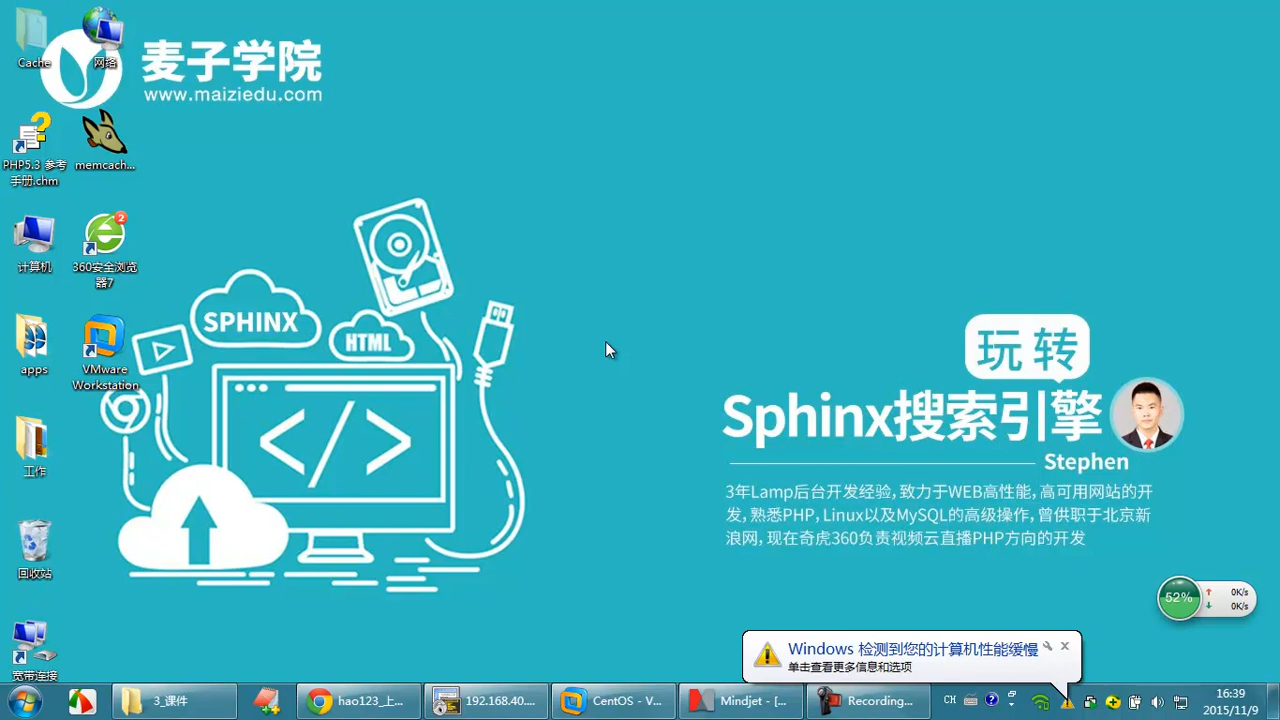 Cache
网络
麦子学院
www.maiziedu.com
PHP5.3 参考
手册.chm
memcach...
计算机
2
360安全浏览
器7
SPHINX
HTML
</>
apps
VMware
Workstation
工作
回收站
宽带连接
玩转
Sphinx搜索引擎
Stephen
3年Lamp后台开发经验,致力于WEB高性能,高可用网站的开
发,熟悉PHP,Linux以及MySQL的高级操作,曾供职于北京新
浪网,现在奇虎360负责视频云直播PHP方向的开发
52%
0K/s
0K/s
Windows 检测到您的计算机性能缓慢
单击查看更多信息和选项
3_课件
hao123_上...
192.168.40....
CentOS - V...
Mindjet - [...
Recording...
CH
16:39
2015/11/9